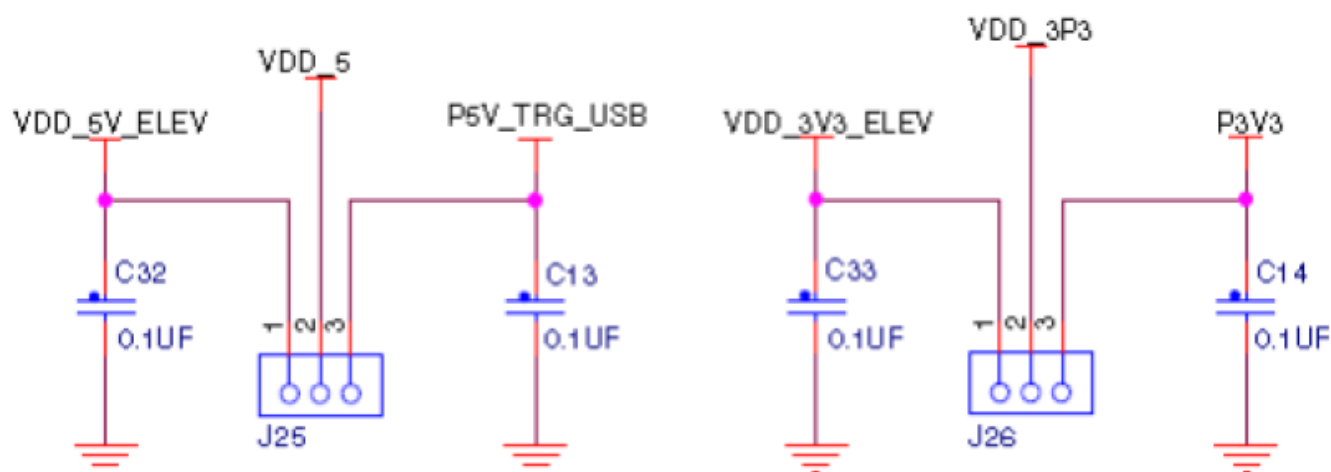 VDD_3P3
VDD_5
VDD_5V_ELEV
P5V_TRG_USB
VDD_3V3_ELEV
P3V3
C32
C13
C33
C14
0.1UF
0.1UF
0.1UF
0.1UF
1
2
3
1
2
3
J25
J26